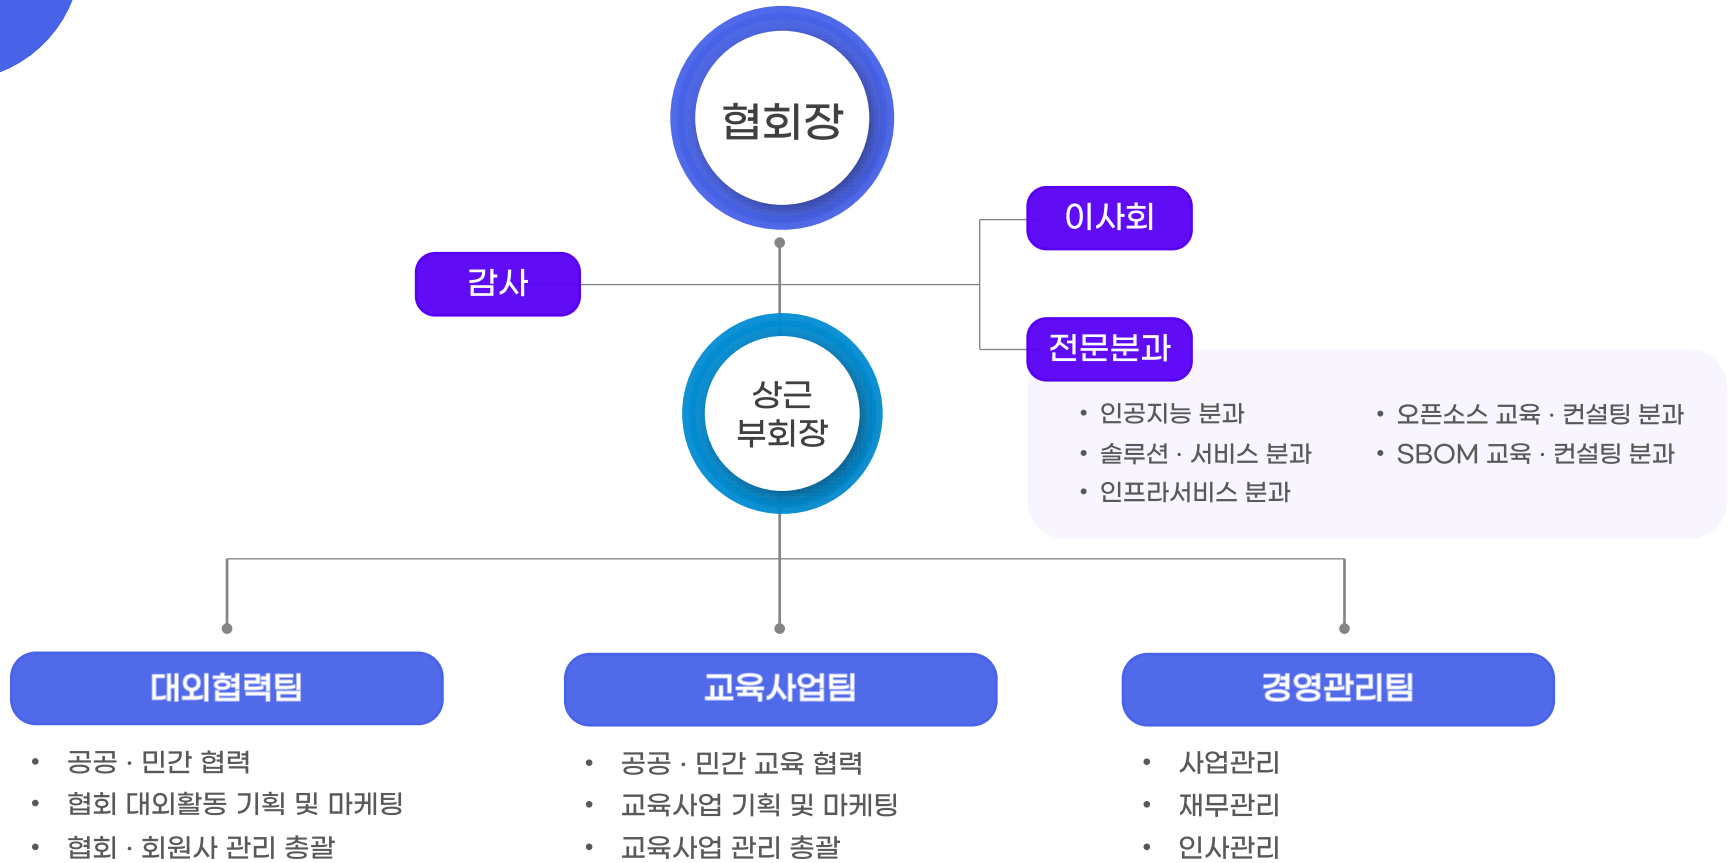 협회장
이사회
감사
전문분과
상근
부회장
• 인공지능 분과
• 솔루션 · 서비스 분과
• 인프라서비스 분과
• 오픈소스 교육 · 컨설팅 분과
• SBOM 교육 · 컨설팅 분과
대외협력팀
• 공공 · 민간 협력
• 협회 대외활동 기획 및 마케팅
• 협회 · 회원사 관리 총괄
교육사업팀
• 공공 · 민간 교육 협력
• 교육사업 기획 및 마케팅
• 교육사업 관리 총괄
경영관리팀
• 사업관리
• 재무관리
• 인사관리